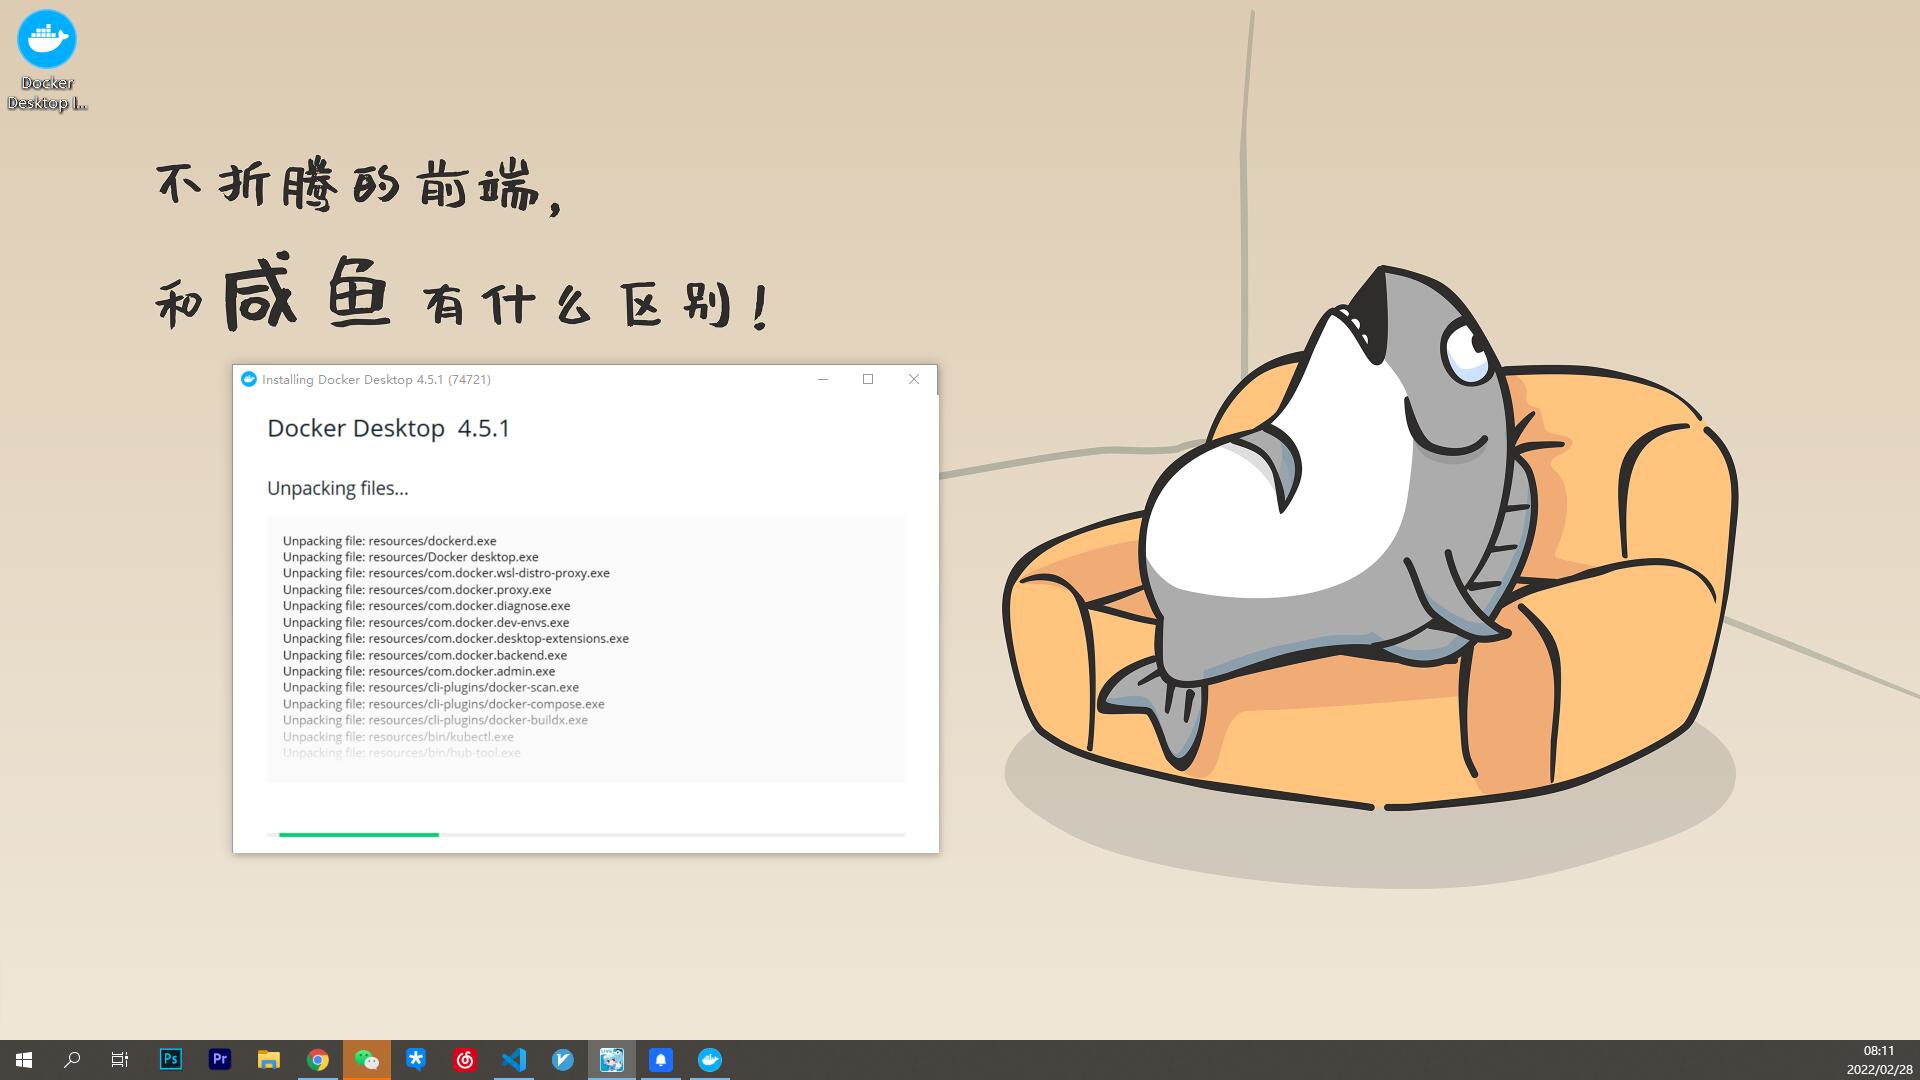 Docker
Desktop I...
不折腾的前端,
和咸鱼有什么区别!
Installing Docker Desktop 4.5.1 (74721)
Docker Desktop 4.5.1
Unpacking files...
Unpacking file: resources/dockerd.exe
Unpacking file: resources/Docker desktop.exe
Unpacking file: resources/com.docker.wsl-distro-proxy.exe
Unpacking file: resources/com.docker.proxy.exe
Unpacking file: resources/com.docker.diagnose.exe
Unpacking file: resources/com.docker.dev-envs.exe
Unpacking file: resources/com.docker.desktop-extensions.exe
Unpacking file: resources/com.docker.backend.exe
Unpacking file: resources/com.docker.admin.exe
Unpacking file: resources/cli-plugins/docker-scan.exe
Unpacking file: resources/cli-plugins/docker-compose.exe
Unpacking file: resources/cli-plugins/docker-buildx.exe
Unpacking file: resources/bin/kubectl.exe
Unpacking file: resources/bin/hub-tool.exe
Ps
Pr
08:11
2022/02/28